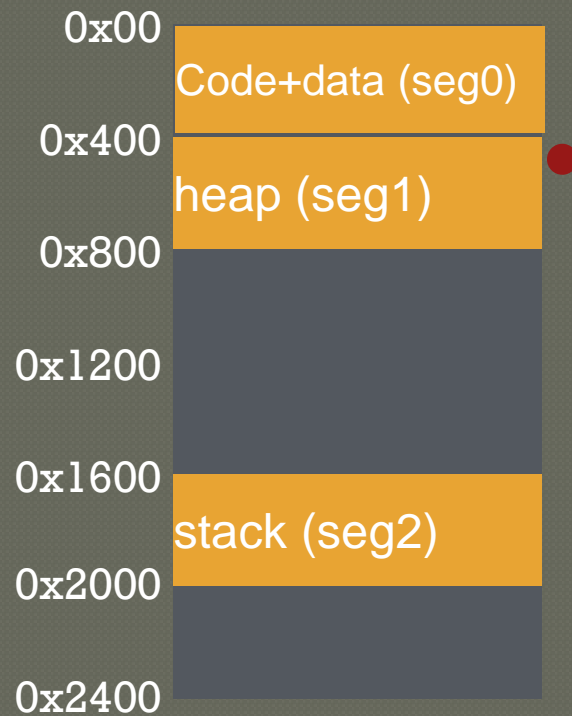 0x00
Code+data (seg0)
0x400
heap (seg1)
0x800
0x1200
0x1600
stack (seg2)
0x2000
0x2400